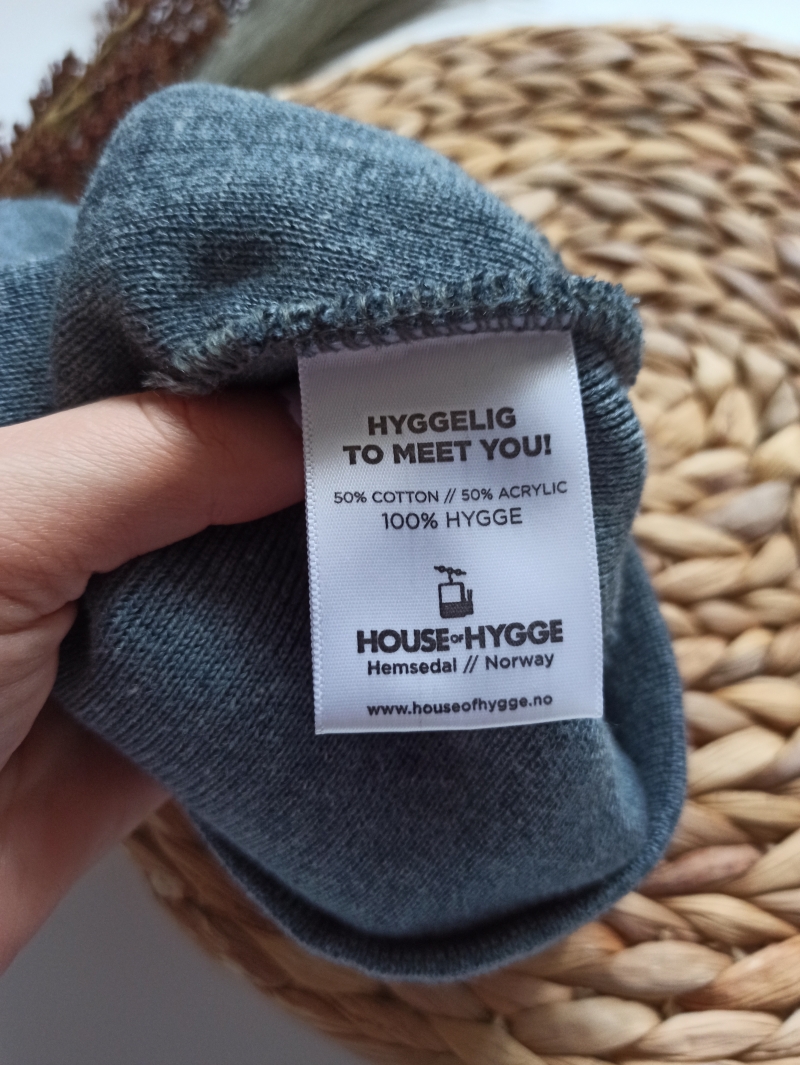 HYGGELIG
TO MEET YOU!
50% COTTON // 50% ACRYLIC
100% HYGGE
HOUSE OF HYGGE
Hemsedal // Norway
www.houseofhygge.no